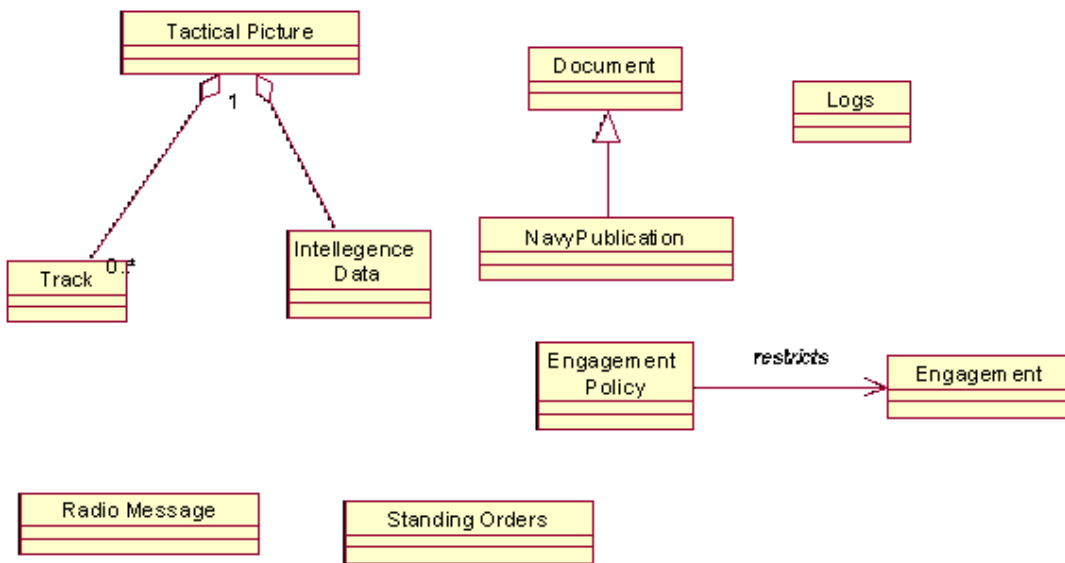 Tactical Picture
1
Document
Logs
NavyPublication
Intellegence
Data
0..*
Track
Engagement
Policy
restricts
Engagement
Radio Message
Standing Orders